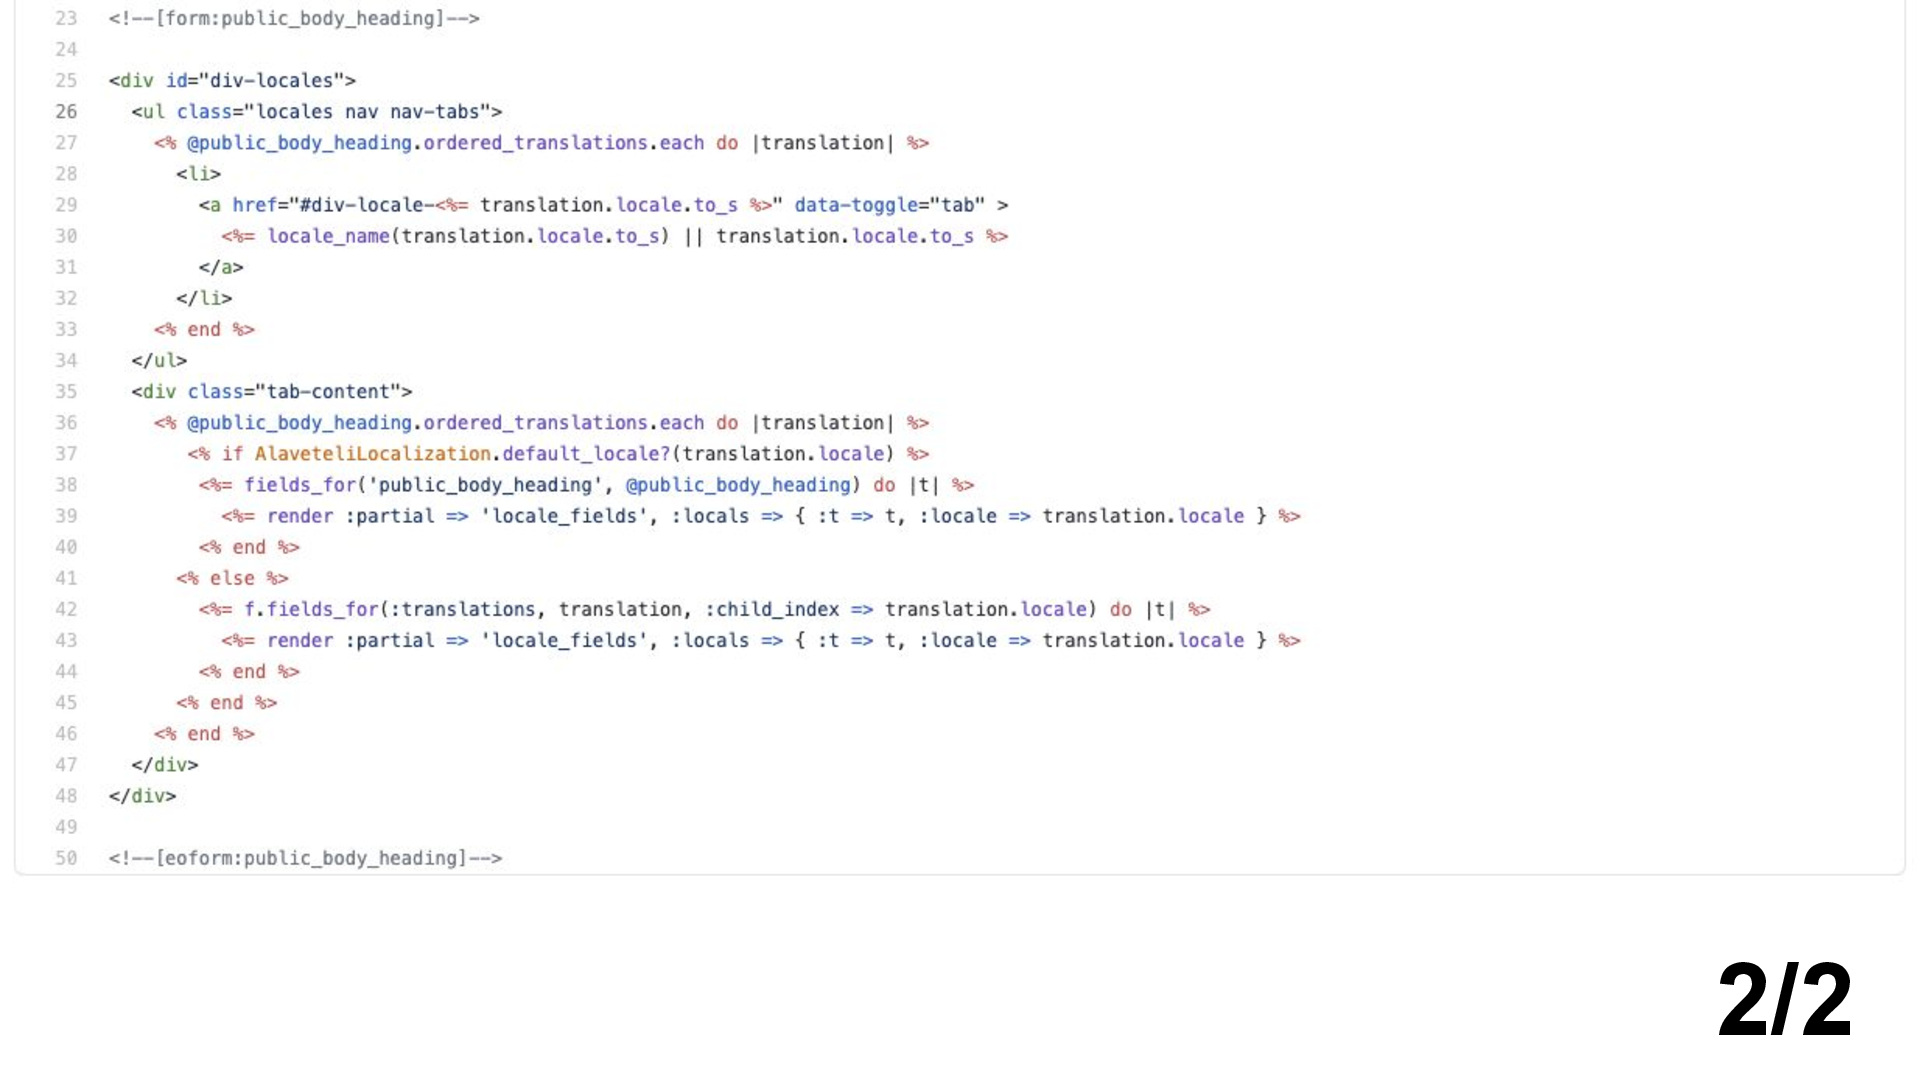 23 <!--[form:public_body_heading]-->
24
25 <div id="div-locales">
26   <ul class="locales nav nav-tabs">
27     <% @public_body_heading.ordered_translations.each do |translation| %>
28       <li>
29         <a href="#div-locale-<%= translation.locale.to_s %>" data-toggle="tab" >
30           <%= locale_name(translation.locale.to_s) || translation.locale.to_s %>
31         </a>
32       </li>
33     <% end %>
34   </ul>
35   <div class="tab-content">
36     <% @public_body_heading.ordered_translations.each do |translation| %>
37        <% if AlaveteliLocalization.default_locale?(translation.locale) %>
38         <%= fields_for('public_body_heading', @public_body_heading) do |t| %>
39           <%= render :partial => 'locale_fields', :locals => { :t => t, :locale => translation.locale } %>
40         <% end %>
41       <% else %>
42         <%= f.fields_for(:translations, translation, :child_index => translation.locale) do |t| %>
43           <%= render :partial => 'locale_fields', :locals => { :t => t, :locale => translation.locale } %>
44         <% end %>
45       <% end %>
46     <% end %>
47   </div>
48 </div>
49
50 <!--[eoform:public_body_heading]-->
2/2